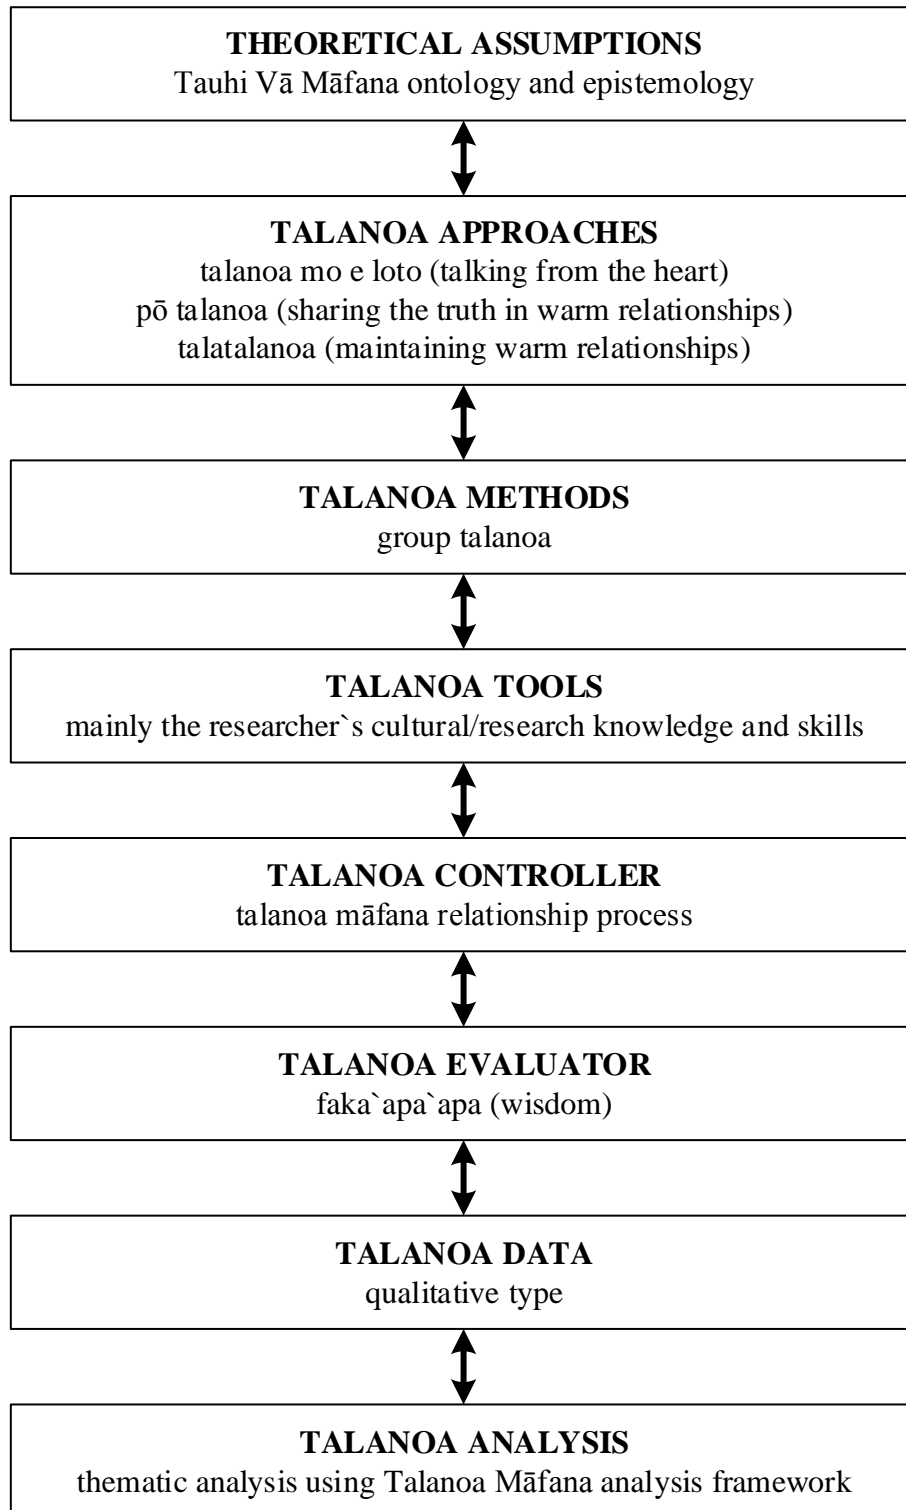 THEORETICAL ASSUMPTIONS
Tauhi Vā Māfana ontology and epistemology
TALANOA APPROACHES
talanoa mo e loto (talking from the heart)
pō talanoa (sharing the truth in warm relationships)
talatalanoa (maintaining warm relationships)
TALANOA METHODS
group talanoa
TALANOA TOOLS
mainly the researcher`s cultural/research knowledge and skills
TALANOA CONTROLLER
talanoa māfana relationship process
TALANOA EVALUATOR
faka`apa`apa (wisdom)
TALANOA DATA
qualitative type
TALANOA ANALYSIS
thematic analysis using Talanoa Māfana analysis framework